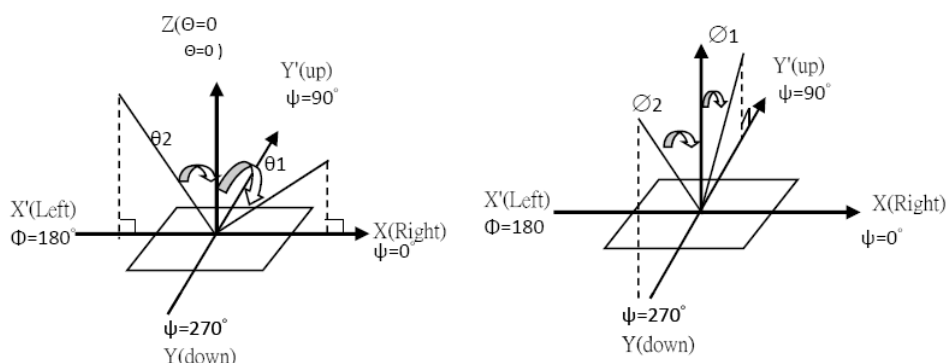 Z(Θ=0
Θ=0 )
Y'(up)
ψ=90°
θ2
θ1
X'(Left)
Φ=180°
X(Right)
ψ=0°
ψ=270°
Y(down)
∅1
Y'(up)
ψ=90°
∅2
X'(Left)
Φ=180
X(Right)
ψ=0°
ψ=270°
Y(down)